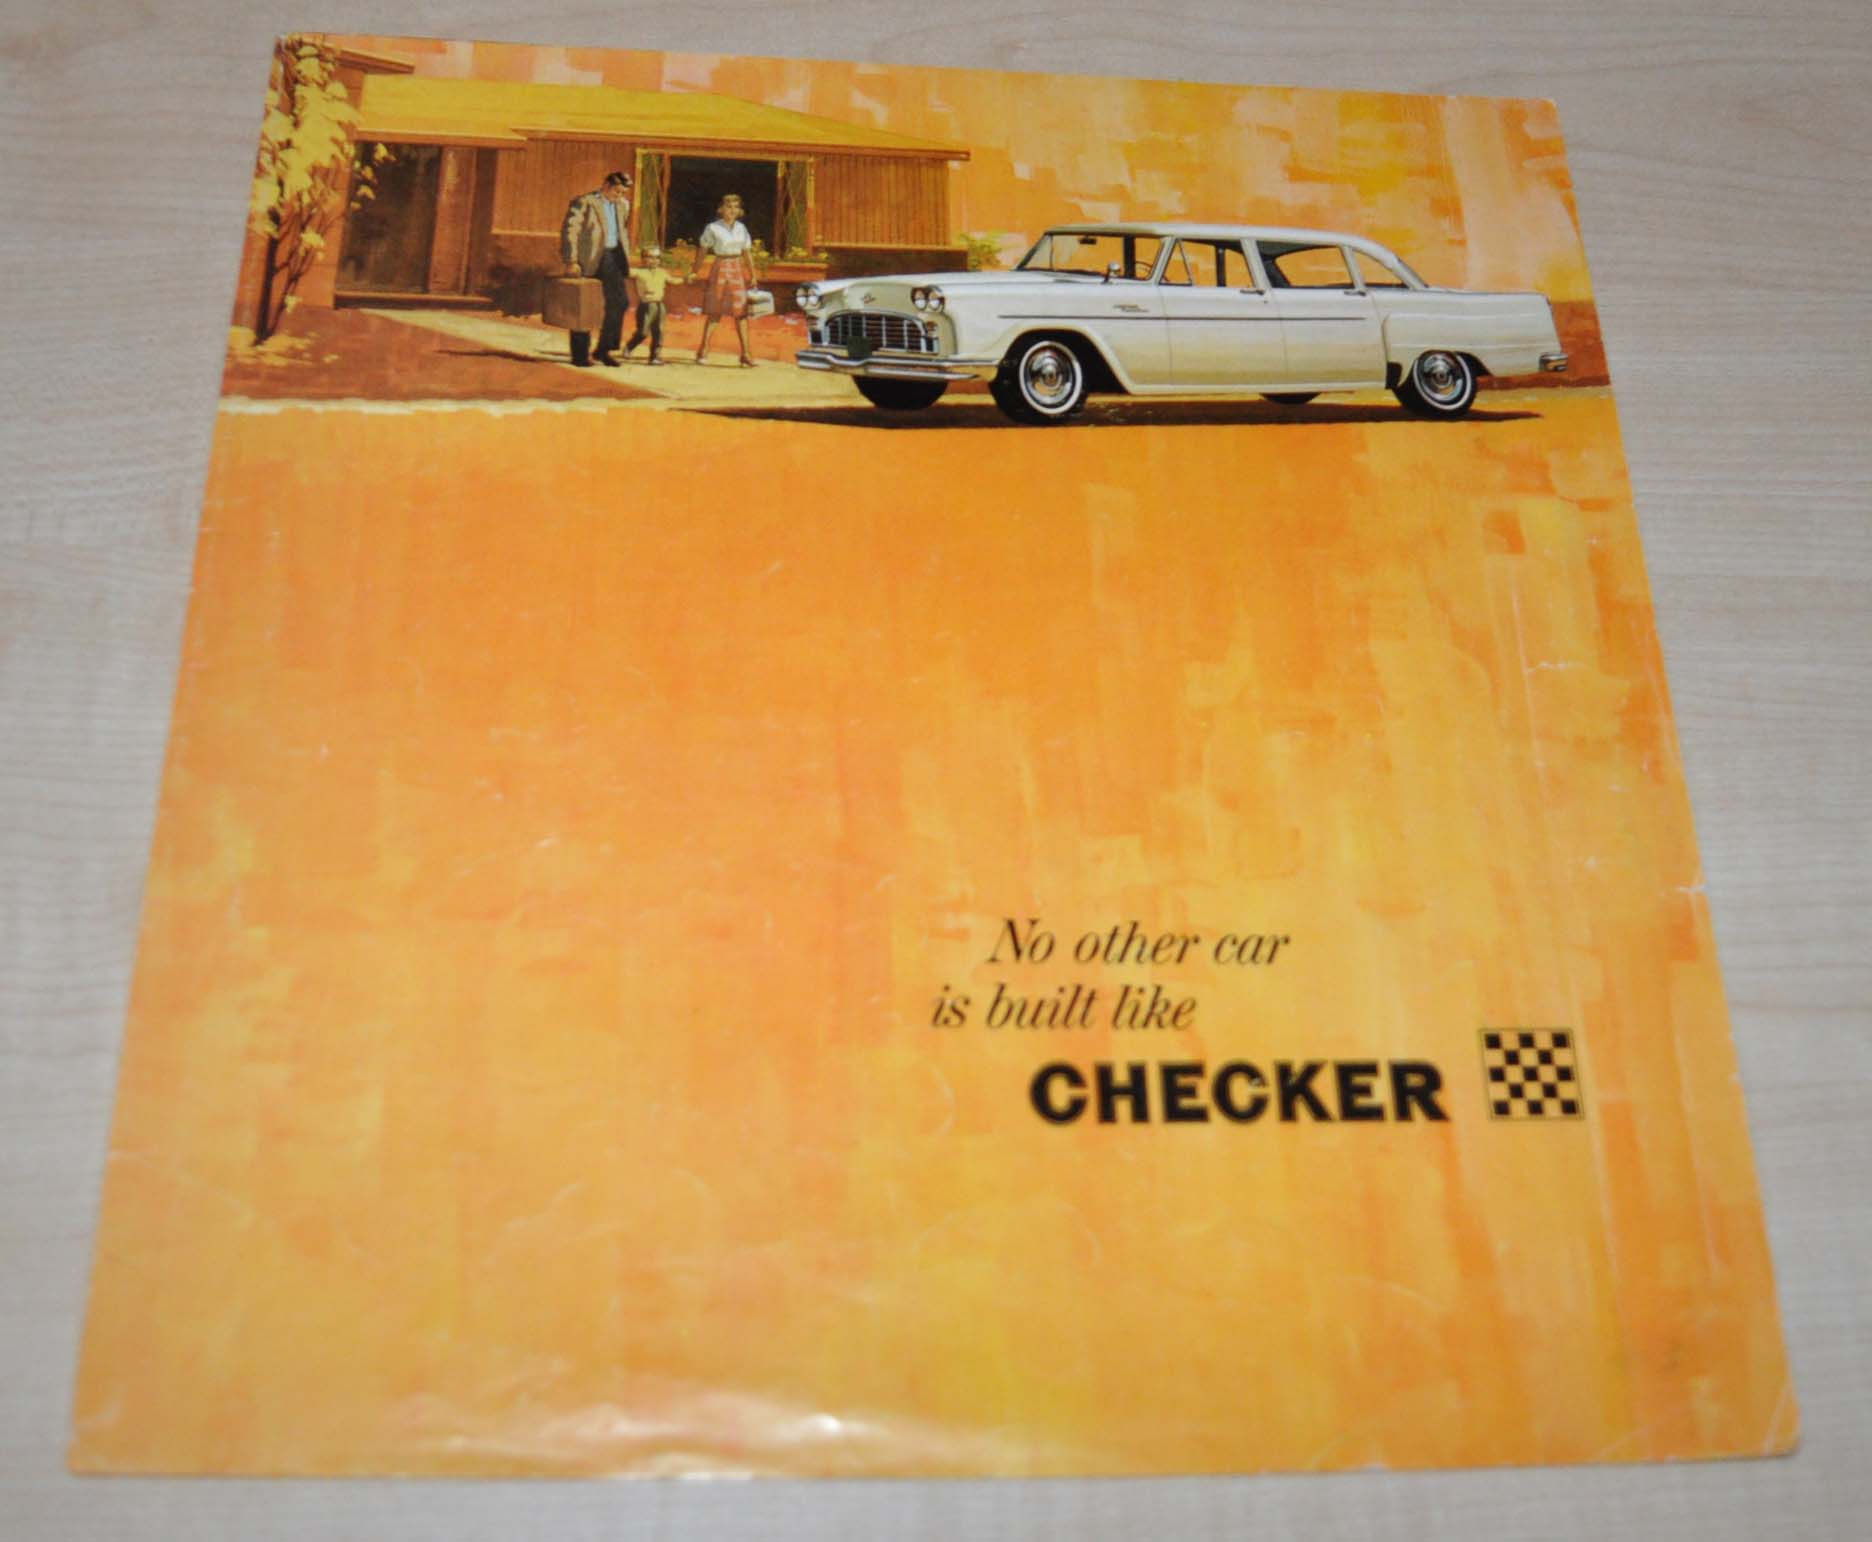 No other car
is built like
CHECKER